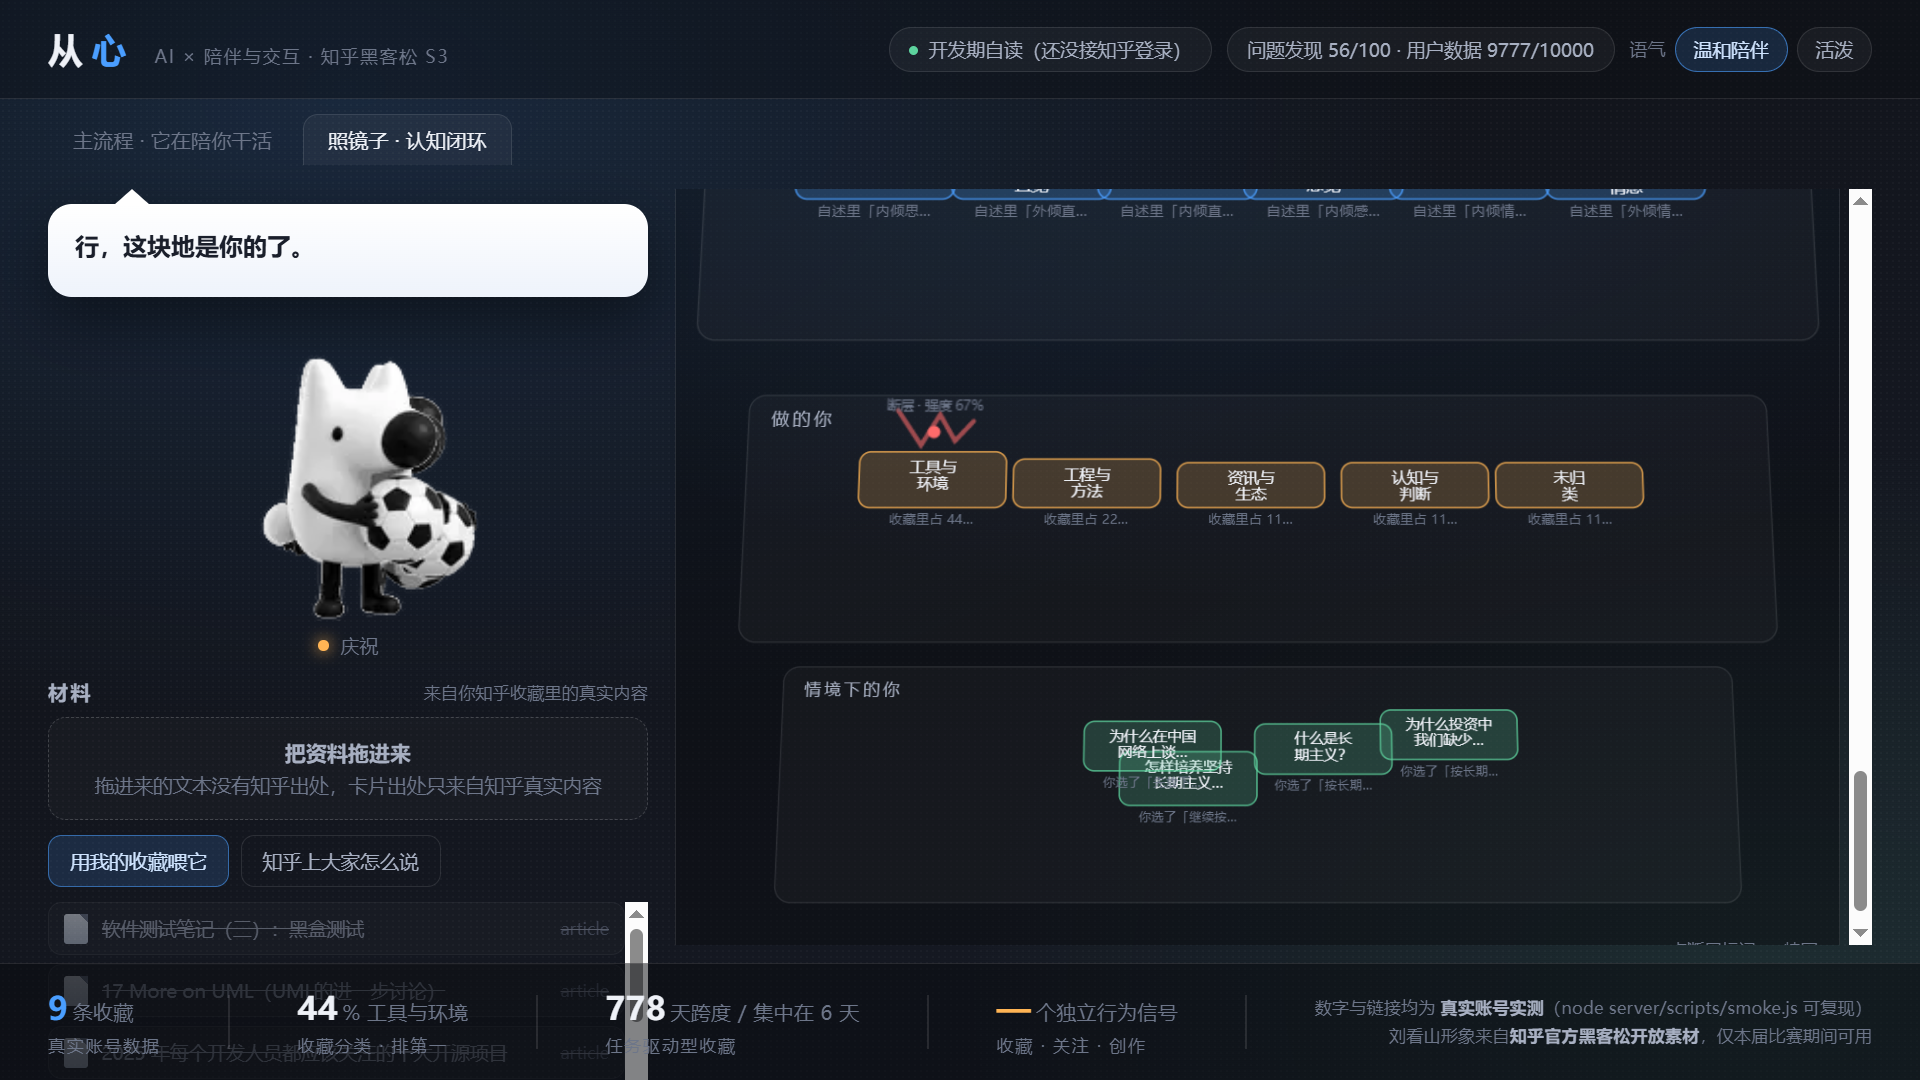 从心 AI × 陪伴与交互 · 知乎黑客松 S3
开发期自读（还没接知乎登录）
问题发现 56/100 · 用户数据 9777/10000
语气 温和陪伴 活泼
主流程 · 它在陪你干活
照镜子 · 认知闭环
行，这块地是你的了。
庆祝
材料
来自你知乎收藏里的真实内容
把资料拖进来
拖进来的文本没有知乎出处，卡片出处只来自知乎真实内容
用我的收藏喂它
知乎上大家怎么说
软件测试笔记（三）：黑盒测试 article
17 More on UML（UML的进一步讨论） article
自述里「内倾思...
自述里「外倾直...
自述里「内倾直...
自述里「内倾感...
自述里「内倾情...
自述里「外倾情...
做的你
断层 · 强度 67%
工具与
环境
收藏里占 44...
工程与
方法
收藏里占 22...
资讯与
生态
收藏里占 11...
认知与
判断
收藏里占 11...
未归
类
收藏里占 11...
情境下的你
为什么在中国
网络上谈...
怎样培养坚持
长期主义...
你选了「继续按...
什么是长
期主义？
你选了「按长期...
为什么投资中
我们缺少...
你选了「按长期...
9 条收藏
真实账号数据
44 % 工具与环境
收藏分类 · 排第一
778 天跨度 / 集中在 6 天
任务驱动型收藏
— 个独立行为信号
收藏 · 关注 · 创作
数字与链接均为 真实账号实测（node server/scripts/smoke.js 可复现）
刘看山形象来自知乎官方黑客松开放素材，仅本届比赛期间可用